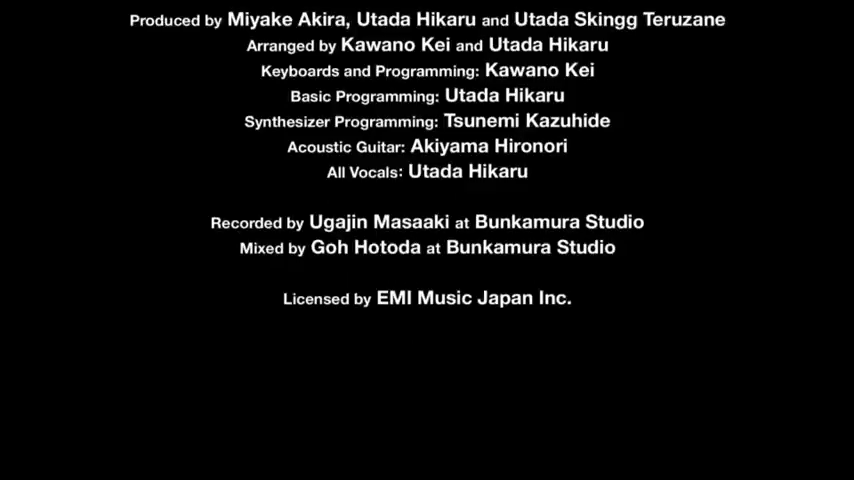 Produced by Miyake Akira, Utada Hikaru and Utada Skingg Teruzane
Arranged by Kawano Kei and Utada Hikaru
Keyboards and Programming: Kawano Kei
Basic Programming: Utada Hikaru
Synthesizer Programming: Tsunemi Kazuhide
Acoustic Guitar: Akiyama Hironori
All Vocals: Utada Hikaru
Recorded by Ugajin Masaaki at Bunkamura Studio
Mixed by Goh Hotoda at Bunkamura Studio
Licensed by EMI Music Japan Inc.